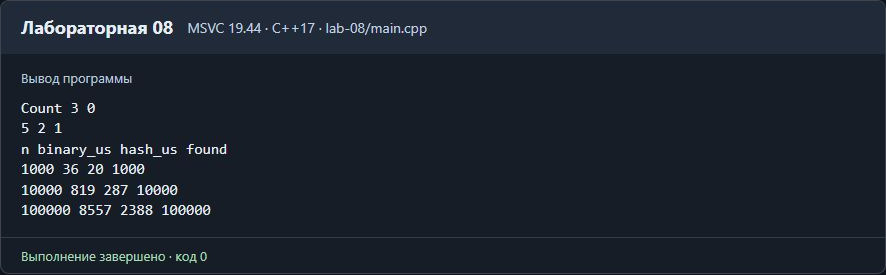 Лабораторная 08 MSVC 19.44 · C++17 · lab-08/main.cpp
Вывод программы
Count 3 0
5 2 1
n binary_us hash_us found
1000 36 20 1000
10000 819 287 10000
100000 8557 2388 100000
Выполнение завершено · код 0